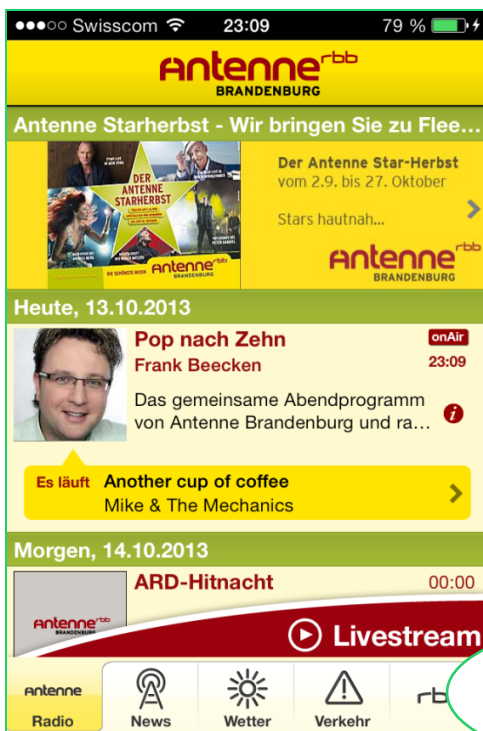 Swisscom 23:09 79 %
Antenne rbb
BRANDENBURG
Antenne Starherbst - Wir bringen Sie zu Flee...
DER
ANTENNE
STARHERBST
DIE SCHÖNSTE MUSIK. Antenne rbb
Der Antenne Star-Herbst
vom 2.9. bis 27. Oktober
Stars hautnah...
Antenne rbb
BRANDENBURG
Heute, 13.10.2013
Pop nach Zehn onAir
Frank Beecken 23:09
Das gemeinsame Abendprogramm
von Antenne Brandenburg und ra...
i
Es läuft Another cup of coffee
Mike & The Mechanics
Morgen, 14.10.2013
ARD-Hitnacht 00:00
Antenne rbb
BRANDENBURG
Livestream
Antenne
Radio News Wetter Verkehr